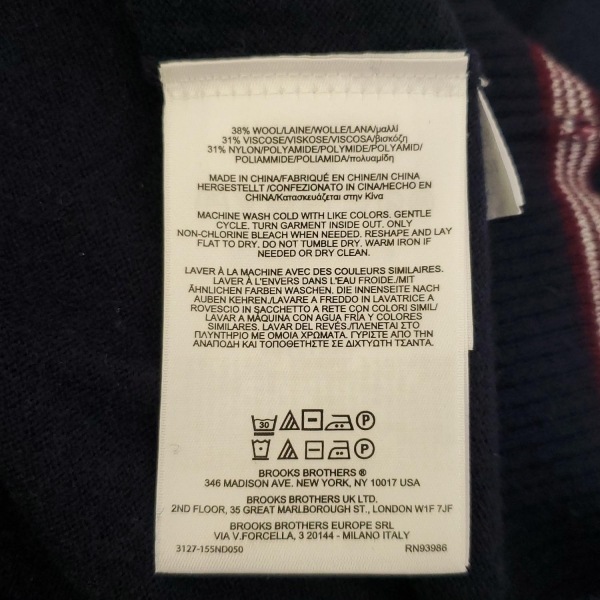 38% WOOL/LAINE/WOLLE/LANA/μαλλί
31% VISCOSE/VISKOSE/VISCOSA/βισκόζη
31% NYLON/POLYAMIDE/POLYMIDE/POLYAMID/
POLIAMMIDE/POLIAMIDA/πολυαμίδη
MADE IN CHINA/FABRIQUÉ EN CHINE/IN CHINA
HERGESTELLT /CONFEZIONATO IN CINA/HECHO EN
CHINA/Κατασκευάζεται στην Κίνα
MACHINE WASH COLD WITH LIKE COLORS. GENTLE
CYCLE. TURN GARMENT INSIDE OUT. ONLY
NON-CHLORINE BLEACH WHEN NEEDED. RESHAPE AND LAY
FLAT TO DRY. DO NOT TUMBLE DRY. WARM IRON IF
NEEDED OR DRY CLEAN.
LAVER À LA MACHINE AVEC DES COULEURS SIMILAIRES.
LAVER À L'ENVERS DANS L'EAU FROIDE./MIT
ÄHNLICHEN FARBEN WASCHEN. DIE INNENSEITE NACH
AUBEN KEHREN/LAVARE A FREDDO IN LAVATRICE A
ROVESCIO IN SACCHETTO A RETE CON COLORI SIMIL/
LAVAR A MÁQUINA CON AGUA FRÍA Y COLORES
SIMILARES. LAVAR DEL REVÉS./ΠΛΕΝΕΤΑΙ ΣΤΟ
ΠΛΥΝΤΗΡΙΟ ΜΕ ΟΜΟΙΑ ΧΡΩΜΑΤΑ. ΓΥΡΙΣΤΕ ΑΠΟ ΤΗΝ
ΑΝΑΠΟΔΗ ΚΑΙ ΤΟΠΟΘΕΤΗΣΤΕ ΣΕ ΔΙΧΤΥΩΤΗ ΤΣΑΝΤΑ.
30 P
P
BROOKS BROTHERS ®
346 MADISON AVE. NEW YORK, NY 10017 USA
BROOKS BROTHERS UK LTD.
2ND FLOOR, 35 GREAT MARLBOROUGH ST., LONDON W1F 7JF
BROOKS BROTHERS EUROPE SRL
VIA V.FORCELLA, 3 20144 - MILANO ITALY
3127-155ND050 RN93986